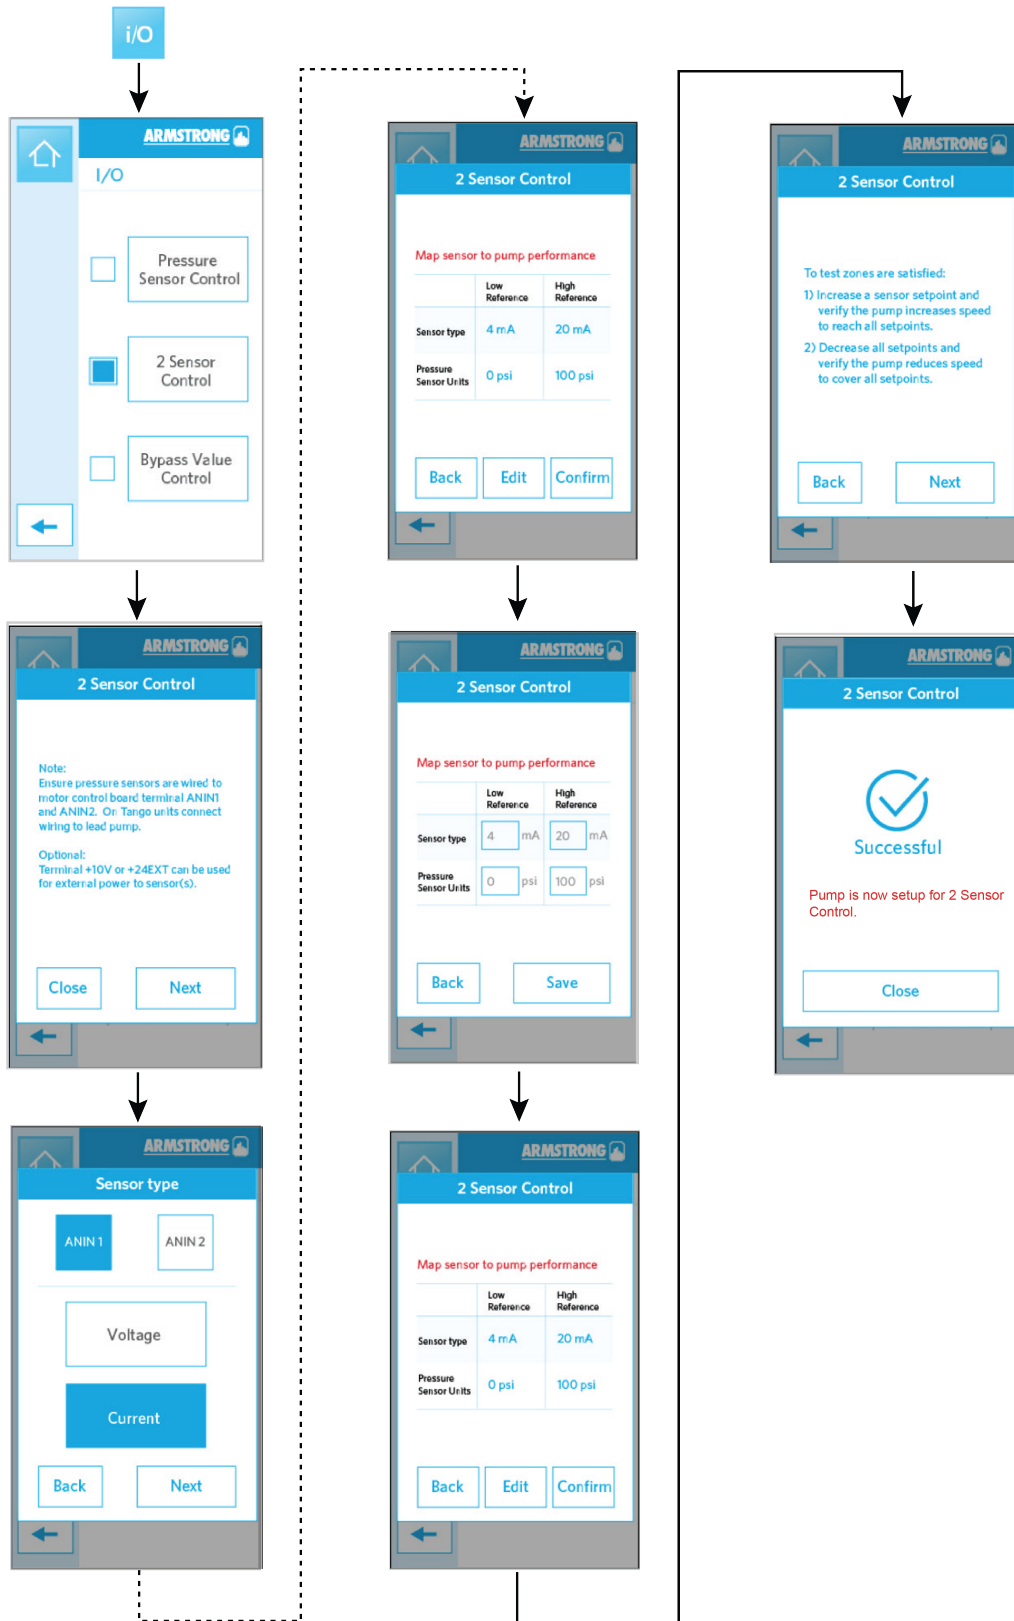 i/O
ARMSTRONG
I/O
Pressure
Sensor Control
2 Sensor
Control
Bypass Value
Control
ARMSTRONG
2 Sensor Control
Note:
Ensure pressure sensors are wired to
motor control board terminal ANIN1
and ANIN2. On Tango units connect
wiring to lead pump.
Optional:
Terminal +10V or +24EXT can be used
for external power to sensor(s).
Close Next
ARMSTRONG
Sensor type
ANIN 1 ANIN 2
Voltage
Current
Back Next
ARMSTRONG
2 Sensor Control
Map sensor to pump performance
Low Reference High Reference
Sensor type 4 mA 20 mA
Pressure Sensor Units 0 psi 100 psi
Back Edit Confirm
ARMSTRONG
2 Sensor Control
Map sensor to pump performance
Low Reference High Reference
Sensor type 4 mA 20 mA
Pressure Sensor Units 0 psi 100 psi
Back Save
ARMSTRONG
2 Sensor Control
Map sensor to pump performance
Low Reference High Reference
Sensor type 4 mA 20 mA
Pressure Sensor Units 0 psi 100 psi
Back Edit Confirm
ARMSTRONG
2 Sensor Control
To test zones are satisfied:
1) Increase a sensor setpoint and
verify the pump increases speed
to reach all setpoints.
2) Decrease all setpoints and
verify the pump reduces speed
to cover all setpoints.
Back Next
ARMSTRONG
2 Sensor Control
Successful
Pump is now setup for 2 Sensor
Control.
Close